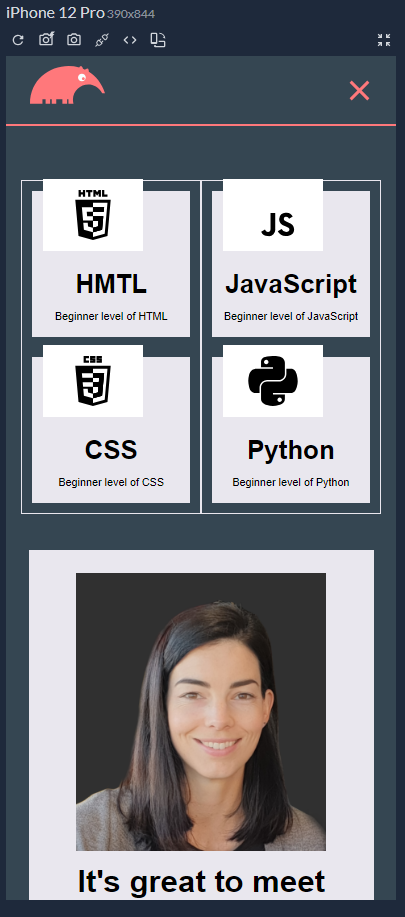 iPhone 12 Pro 390x844
HTML
JS
HMTL
JavaScript
Beginner level of HTML
Beginner level of JavaScript
CSS
CSS
Python
Beginner level of CSS
Beginner level of Python
It's great to meet